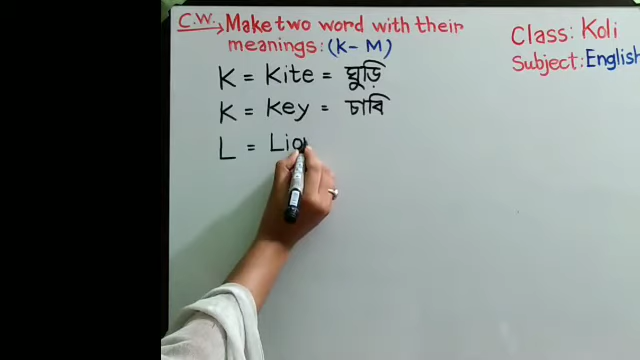 C.W. → Make two word with their
meanings: (K - M)
Class: Koli
Subject: English
K = Kite = ঘুড়ি
K = Key = চাবি
L = Lio